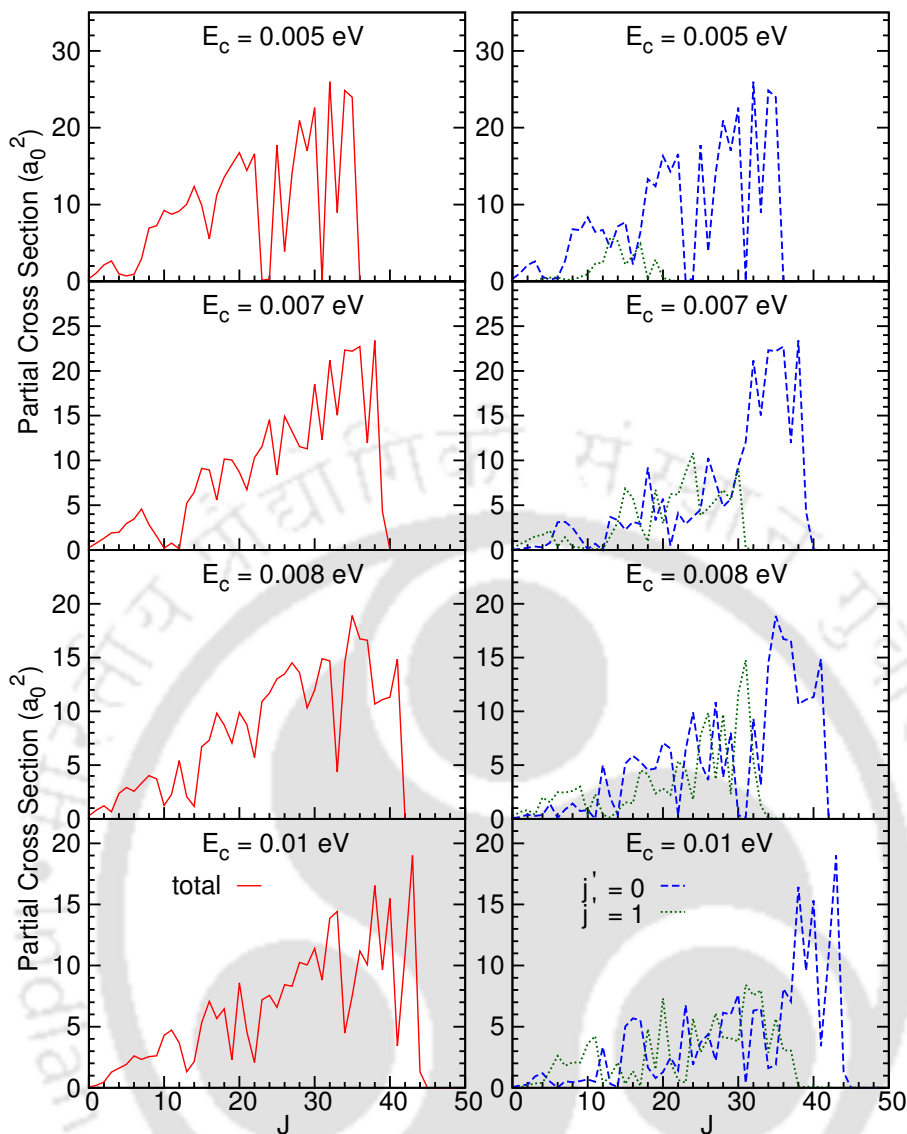 E_c = 0.005 eV
E_c = 0.005 eV
Partial Cross Section (a_0^2)
30
20
10
0
E_c = 0.007 eV
E_c = 0.007 eV
25
20
15
10
5
0
E_c = 0.008 eV
E_c = 0.008 eV
Partial Cross Section (a_0^2)
20
15
10
5
0
E_c = 0.01 eV
E_c = 0.01 eV
Partial Cross Section (a_0^2)
20
15
10
5
0
total
j' = 0
j' = 1
0 10 20 30 40 50
0 10 20 30 40 50
J
J